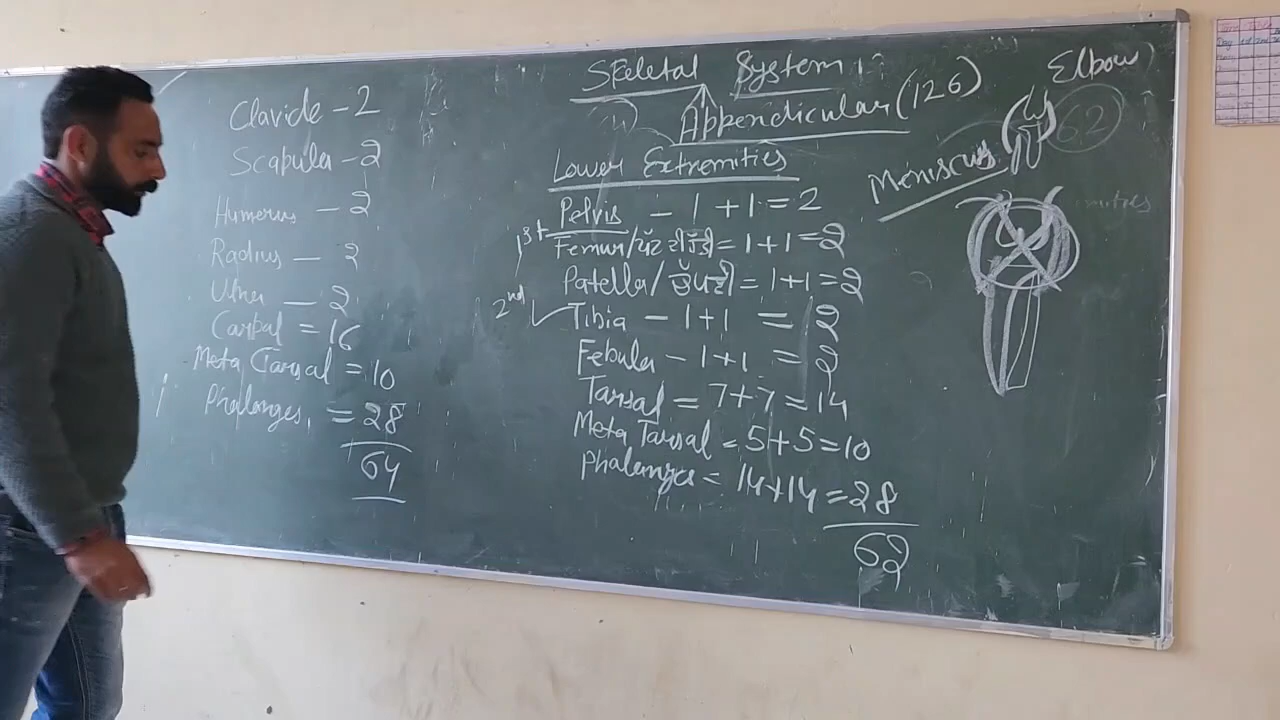 Skeletal System
Appendicular (126)
Clavicle - 2
Scapula - 2
Humerus - 2
Radius - 2
Ulna - 2
Carpal = 16
Meta Carsal = 10
Phalanges = 28
64
Lower Extremities
Pelvis - 1 + 1 = 2
1st Femur/ = 1+1 = 2
Patella/ = 1+1 = 2
2nd Tibia - 1+1 = 2
Febula - 1+1 = 2
Tarsal = 7+7 = 14
Meta Tarsal = 5+5 = 10
Phalanges = 14+14 = 28
62
Elbow
62
Meniscus